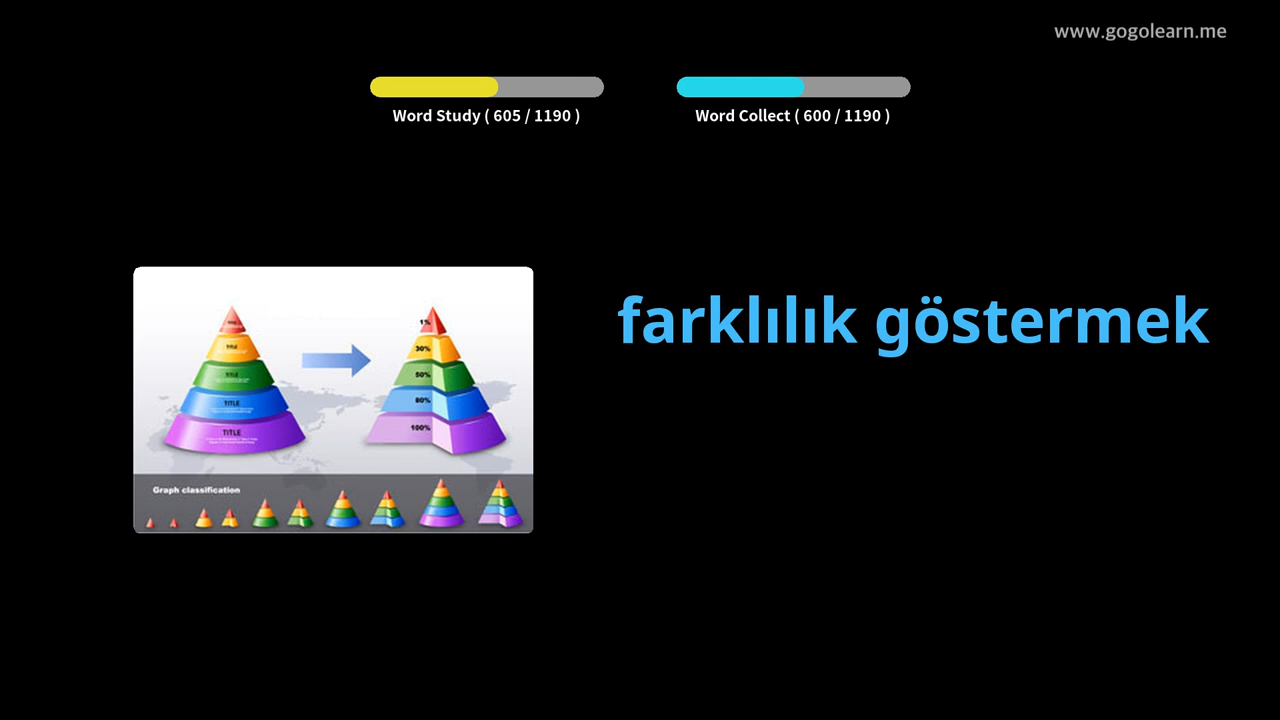 www.gogolearn.me
Word Study ( 605 / 1190 )
Word Collect ( 600 / 1190 )
farklılık göstermek
1%
TITLE
30%
TITLE
50%
TITLE
80%
TITLE
100%
Graph classification